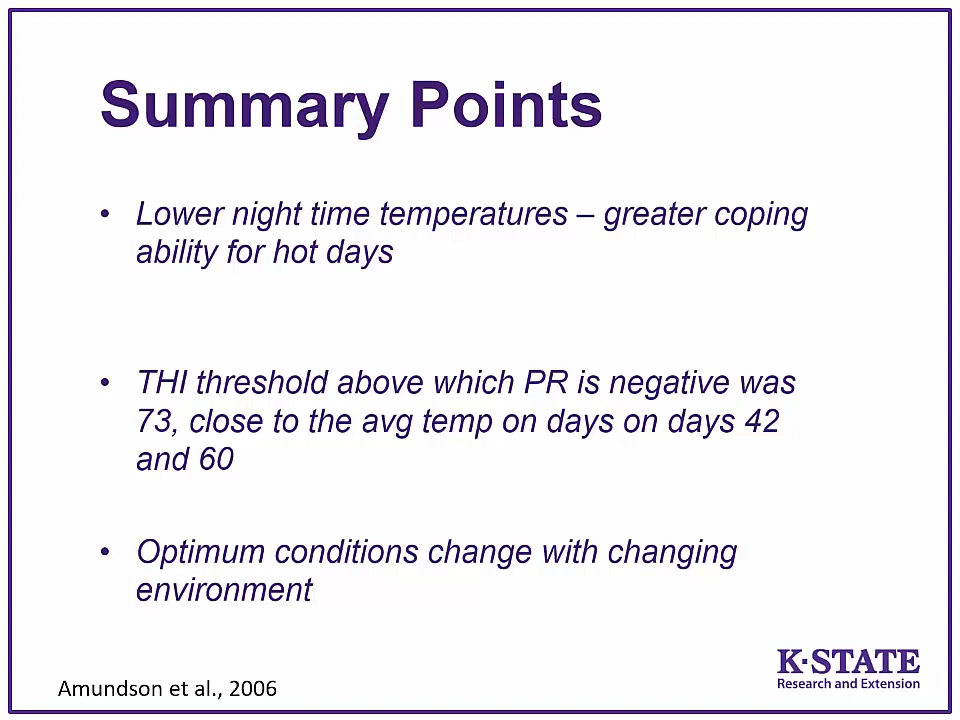 Summary Points
• Lower night time temperatures – greater coping
ability for hot days
• THI threshold above which PR is negative was
73, close to the avg temp on days on days 42
and 60
• Optimum conditions change with changing
environment
K-STATE
Research and Extension
Amundson et al., 2006